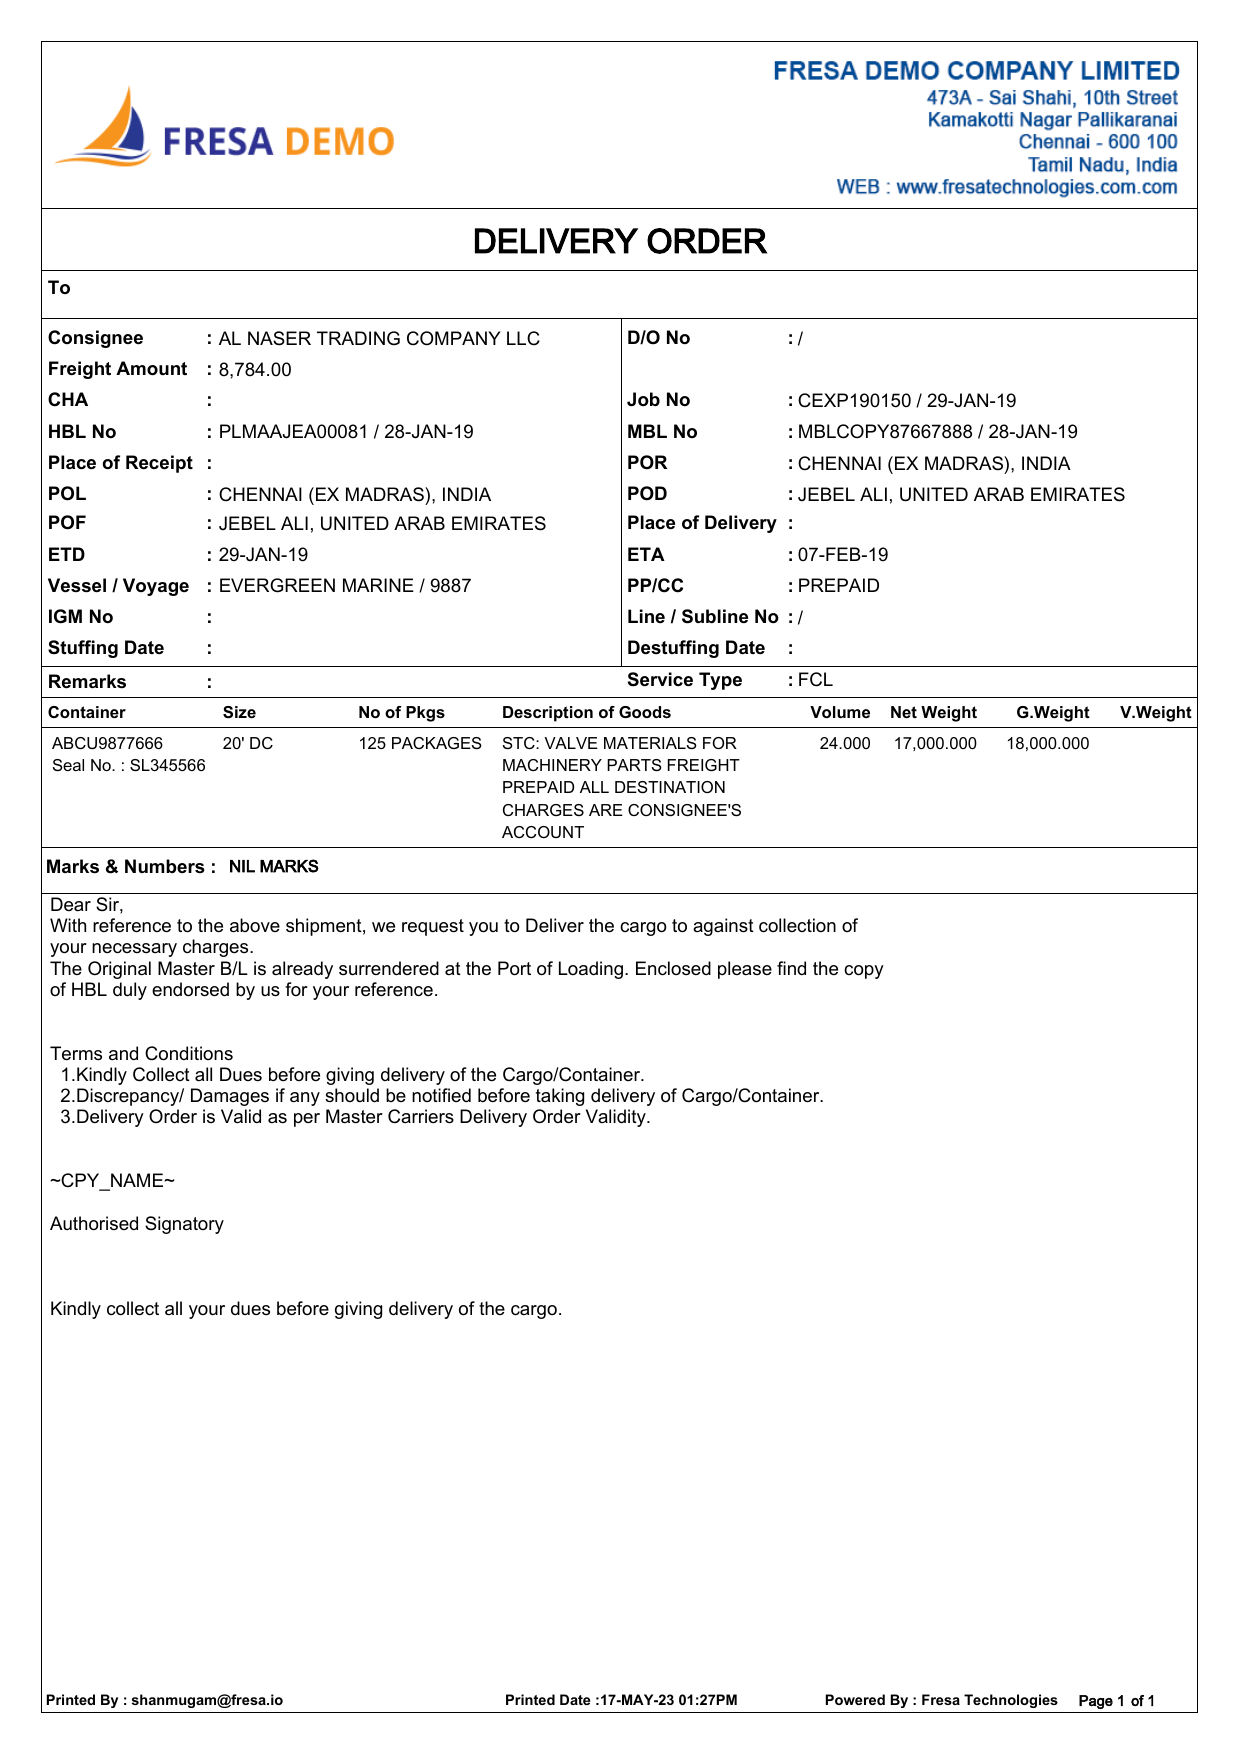 FRESA DEMO
FRESA DEMO COMPANY LIMITED
473A - Sai Shahi, 10th Street
Kamakotti Nagar Pallikaranai
Chennai - 600 100
Tamil Nadu, India
WEB : www.fresatechnologies.com.com
DELIVERY ORDER
To
Consignee : AL NASER TRADING COMPANY LLC D/O No : /
Freight Amount : 8,784.00
CHA : Job No : CEXP190150 / 29-JAN-19
HBL No : PLMAAJEA00081 / 28-JAN-19 MBL No : MBLCOPY87667888 / 28-JAN-19
Place of Receipt : POR : CHENNAI (EX MADRAS), INDIA
POL : CHENNAI (EX MADRAS), INDIA POD : JEBEL ALI, UNITED ARAB EMIRATES
POF : JEBEL ALI, UNITED ARAB EMIRATES Place of Delivery :
ETD : 29-JAN-19 ETA : 07-FEB-19
Vessel / Voyage : EVERGREEN MARINE / 9887 PP/CC : PREPAID
IGM No : Line / Subline No : /
Stuffing Date : Destuffing Date :
Remarks : Service Type : FCL
Container Size No of Pkgs Description of Goods Volume Net Weight G.Weight V.Weight
ABCU9877666 20' DC 125 PACKAGES STC: VALVE MATERIALS FOR 24.000 17,000.000 18,000.000
Seal No. : SL345566 MACHINERY PARTS FREIGHT
PREPAID ALL DESTINATION
CHARGES ARE CONSIGNEE'S
ACCOUNT
Marks & Numbers : NIL MARKS
Dear Sir,
With reference to the above shipment, we request you to Deliver the cargo to against collection of
your necessary charges.
The Original Master B/L is already surrendered at the Port of Loading. Enclosed please find the copy
of HBL duly endorsed by us for your reference.
Terms and Conditions
1.Kindly Collect all Dues before giving delivery of the Cargo/Container.
2.Discrepancy/ Damages if any should be notified before taking delivery of Cargo/Container.
3.Delivery Order is Valid as per Master Carriers Delivery Order Validity.
~CPY_NAME~
Authorised Signatory
Kindly collect all your dues before giving delivery of the cargo.
Printed By : shanmugam@fresa.io Printed Date :17-MAY-23 01:27PM Powered By : Fresa Technologies Page 1 of 1